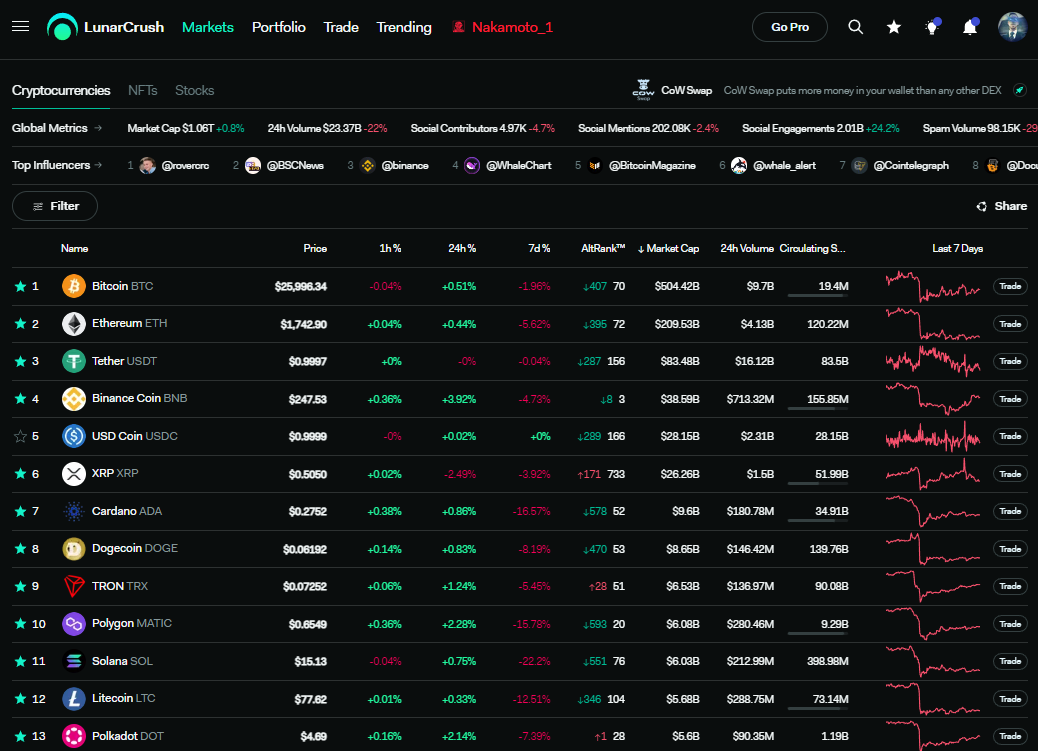 LunarCrush Markets Portfolio Trade Trending Nakamoto_1 Go Pro
Cryptocurrencies NFTs Stocks CoW Swap CoW Swap puts more money in your wallet than any other DEX
Global Metrics → Market Cap $1.06T +0.8% 24h Volume $23.37B -22% Social Contributors 4.97K -4.7% Social Mentions 202.08K -2.4% Social Engagements 2.01B +24.2% Spam Volume 98.15K -29
Top Influencers → 1 @rovercrc 2 @BSCNews 3 @binance 4 @WhaleChart 5 @BitcoinMagazine 6 @whale_alert 7 @Cointelegraph 8 @Docu
Filter Share
Name Price 1h % 24h % 7d % AltRank™ ↓ Market Cap 24h Volume Circulating S... Last 7 Days
1 Bitcoin BTC $25,996.34 -0.04% +0.51% -1.96% ↓407 70 $504.42B $9.7B 19.4M Trade
2 Ethereum ETH $1,742.90 +0.04% +0.44% -5.62% ↓395 72 $209.53B $4.13B 120.22M Trade
3 Tether USDT $0.9997 +0% -0% -0.04% ↓287 156 $83.48B $16.12B 83.5B Trade
4 Binance Coin BNB $247.53 +0.36% +3.92% -4.73% ↓8 3 $38.59B $713.32M 155.85M Trade
5 USD Coin USDC $0.9999 -0% +0.02% +0% ↓289 166 $28.15B $2.31B 28.15B Trade
6 XRP XRP $0.5050 +0.02% -2.49% -3.92% ↑171 733 $26.26B $1.5B 51.99B Trade
7 Cardano ADA $0.2752 +0.38% +0.86% -16.57% ↓578 52 $9.6B $180.78M 34.91B Trade
8 Dogecoin DOGE $0.06192 +0.14% +0.83% -8.19% ↓470 53 $8.65B $146.42M 139.76B Trade
9 TRON TRX $0.07252 +0.06% +1.24% -5.45% ↑28 51 $6.53B $136.97M 90.08B Trade
10 Polygon MATIC $0.6549 +0.36% +2.28% -15.78% ↓593 20 $6.08B $280.46M 9.29B Trade
11 Solana SOL $15.13 -0.04% +0.75% -22.2% ↓551 76 $6.03B $212.99M 398.98M Trade
12 Litecoin LTC $77.62 +0.01% +0.33% -12.51% ↓346 104 $5.68B $288.75M 73.14M Trade
13 Polkadot DOT $4.69 +0.16% +2.14% -7.39% ↑1 28 $5.6B $90.35M 1.19B Trade